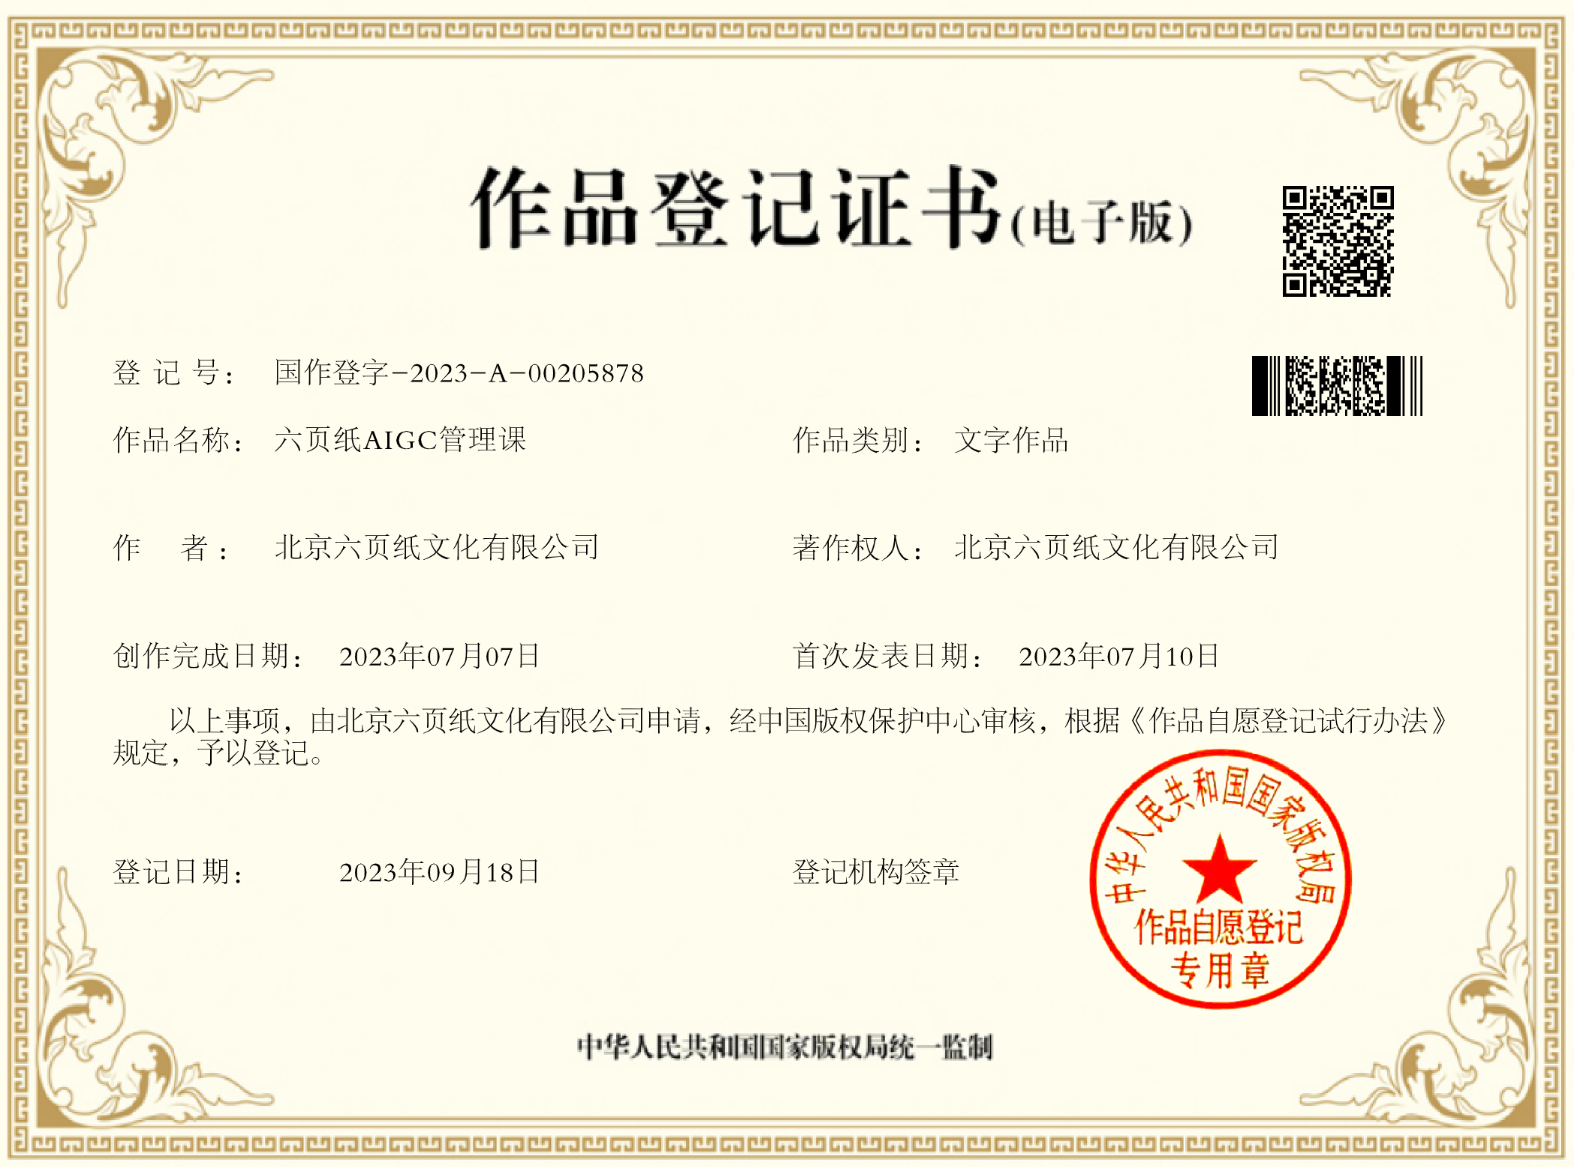 作品登记证书(电子版)
登 记 号： 国作登字-2023-A-00205878
作品名称： 六页纸AIGC管理课 作品类别： 文字作品
作 者： 北京六页纸文化有限公司 著作权人： 北京六页纸文化有限公司
创作完成日期： 2023年07月07日 首次发表日期： 2023年07月10日
以上事项，由北京六页纸文化有限公司申请，经中国版权保护中心审核，根据《作品自愿登记试行办法》
规定，予以登记。
登记日期： 2023年09月18日 登记机构签章
中华人民共和国国家版权局
作品自愿登记
专用章
中华人民共和国国家版权局统一监制